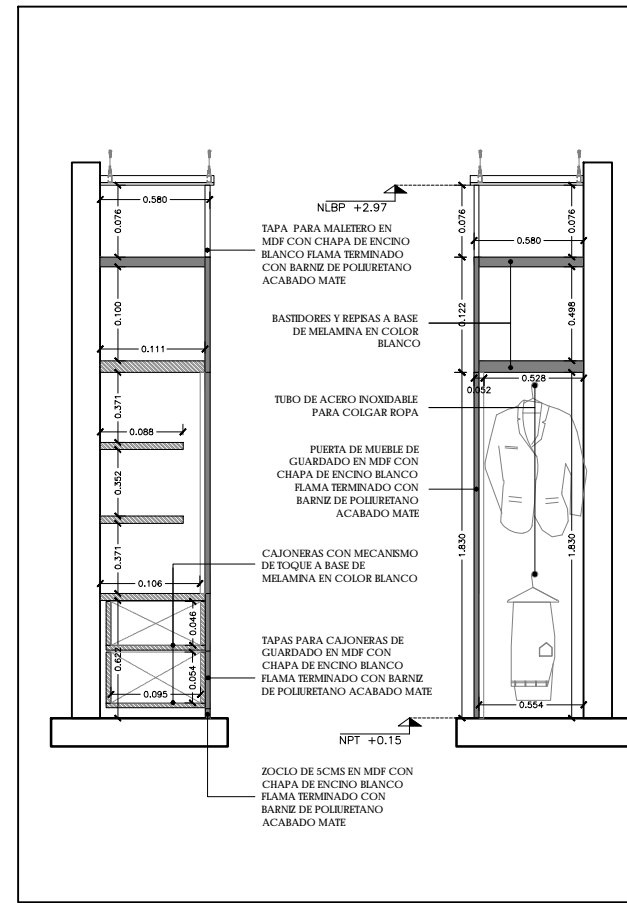 0.580
NLBP +2.97
0.076
TAPA PARA MALETERO EN
MDF CON CHAPA DE ENCINO
BLANCO FLAMA TERMINADO
CON BARNIZ DE POLIURETANO
ACABADO MATE
0.076
0.076
0.580
0.100
BASTIDORES Y REPISAS A BASE
DE MELAMINA EN COLOR
BLANCO
0.122
0.498
0.111
0.528
0.052
0.371
TUBO DE ACERO INOXIDABLE
PARA COLGAR ROPA
0.088
PUERTA DE MUEBLE DE
GUARDADO EN MDF CON
CHAPA DE ENCINO BLANCO
FLAMA TERMINADO CON
BARNIZ DE POLIURETANO
ACABADO MATE
0.352
1.830
1.830
0.371
CAJONERAS CON MECANISMO
DE TOQUE A BASE DE
MELAMINA EN COLOR BLANCO
0.106
0.046
0.622
TAPAS PARA CAJONERAS DE
GUARDADO EN MDF CON
CHAPA DE ENCINO BLANCO
FLAMA TERMINADO CON BARNIZ
DE POLIURETANO ACABADO MATE
0.054
0.095
0.554
NPT +0.15
ZOCLO DE 5CMS EN MDF CON
CHAPA DE ENCINO BLANCO
FLAMA TERMINADO CON
BARNIZ DE POLIURETANO
ACABADO MATE